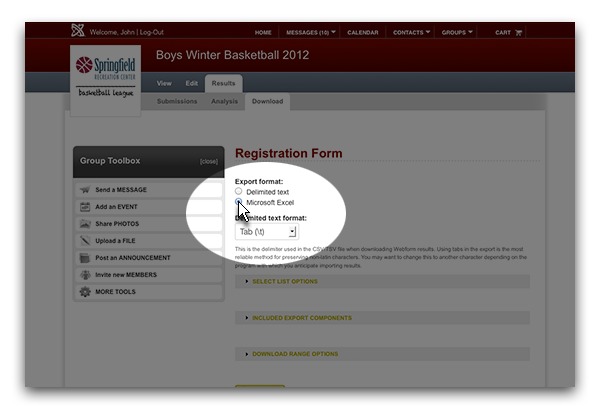 Welcome, John | Log-Out
HOME
MESSAGES (10)
CALENDAR
CONTACTS
GROUPS
CART
Springfield
RECREATION CENTER
basketball league
Boys Winter Basketball 2012
View
Edit
Results
Submissions
Analysis
Download
Group Toolbox
[close]
Send a MESSAGE
Add an EVENT
Share PHOTOS
Upload a FILE
Post an ANNOUNCEMENT
Invite new MEMBERS
MORE TOOLS
Registration Form
Export format:
Delimited text
Microsoft Excel
Delimited text format:
Tab (\t)
This is the delimiter used in the CSV/TSV file when downloading Webform results. Using tabs in the export is the
most reliable method for preserving non-latin characters. You may want to change this to another character depending on the
program with which you anticipate importing results.
SELECT LIST OPTIONS
INCLUDED EXPORT COMPONENTS
DOWNLOAD RANGE OPTIONS